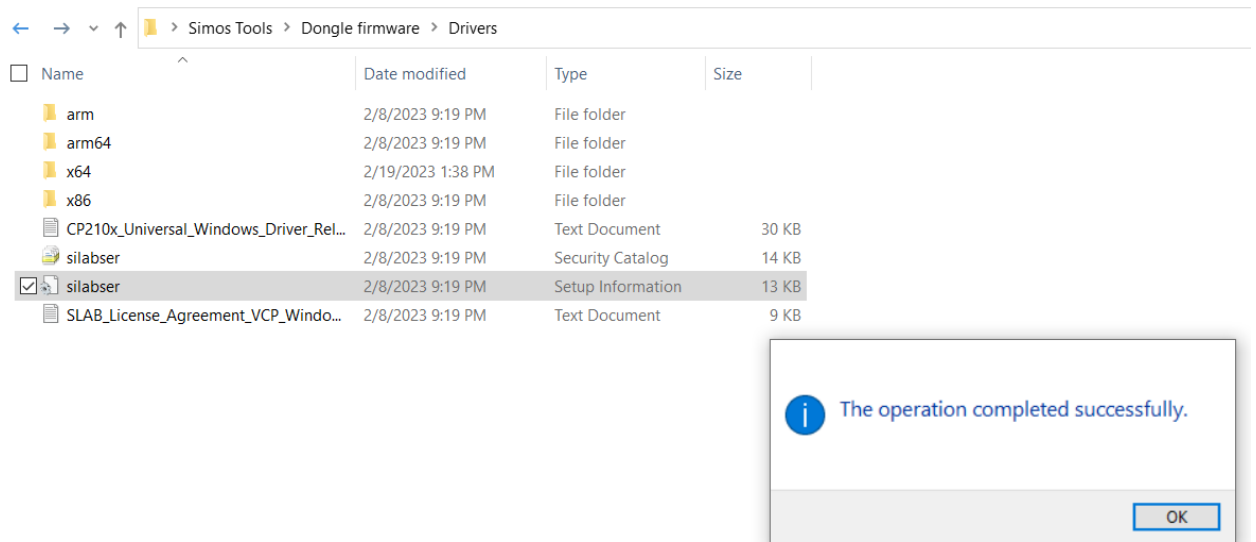 Simos Tools > Dongle firmware > Drivers
Name Date modified Type Size
arm 2/8/2023 9:19 PM File folder
arm64 2/8/2023 9:19 PM File folder
x64 2/19/2023 1:38 PM File folder
x86 2/8/2023 9:19 PM File folder
CP210x_Universal_Windows_Driver_Rel... 2/8/2023 9:19 PM Text Document 30 KB
silabser 2/8/2023 9:19 PM Security Catalog 14 KB
silabser 2/8/2023 9:19 PM Setup Information 13 KB
SLAB_License_Agreement_VCP_Windo... 2/8/2023 9:19 PM Text Document 9 KB
The operation completed successfully.
OK